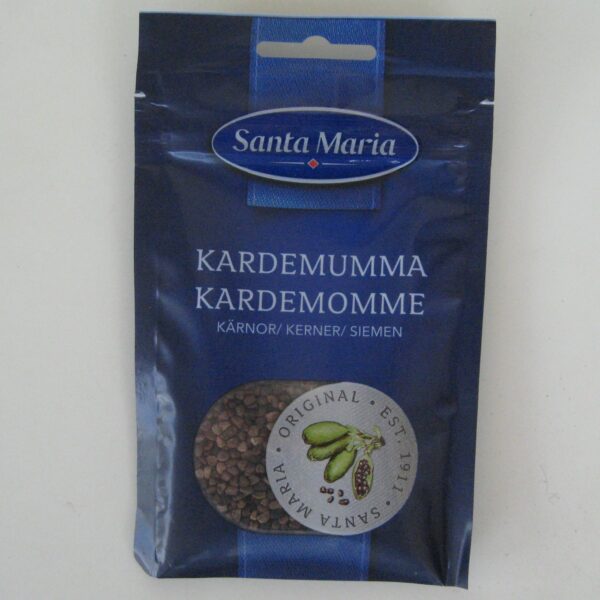 Santa Maria
KARDEMUMMA
KARDEMOMME
KÄRNOR/ KERNER/ SIEMEN
ORIGINAL • EST. 1911 • SANTA MARIA •